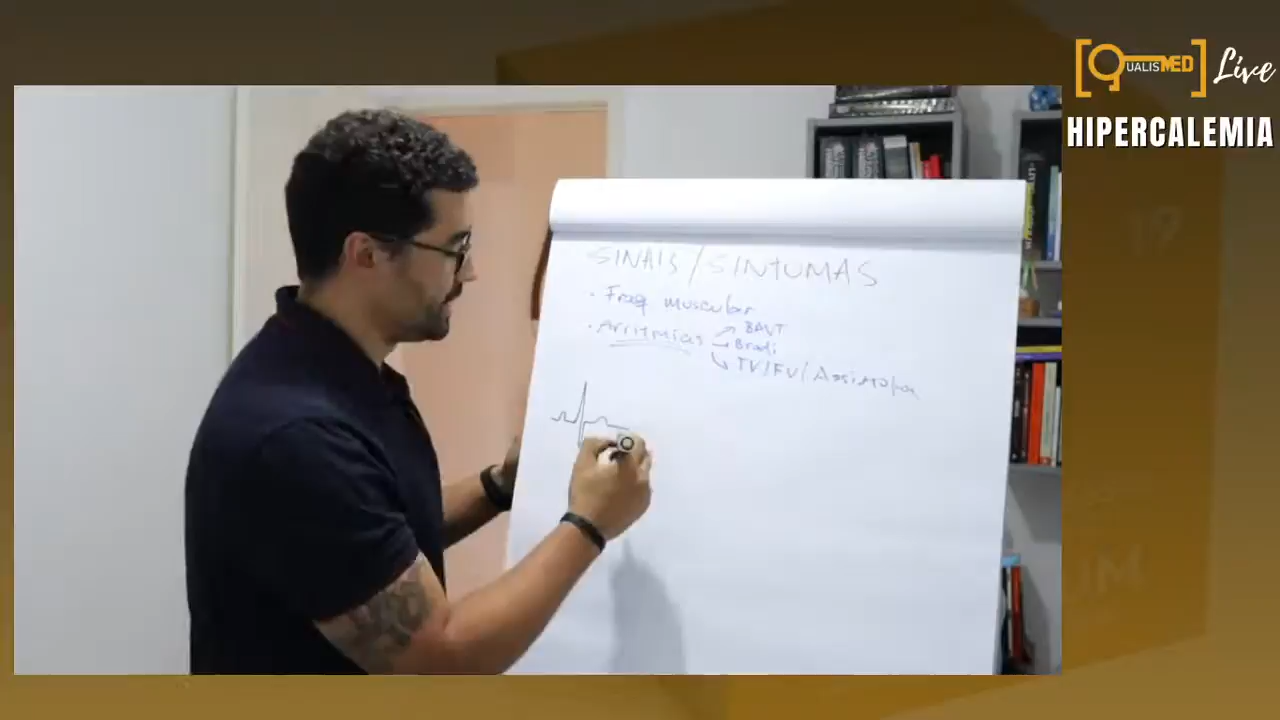 QUALISMED Live
HIPERCALEMIA
SINAIS / SINTOMAS
· Fraq muscular
· Arritmias → BAVT
→ Bradi
→ TV/FV/Assistolia